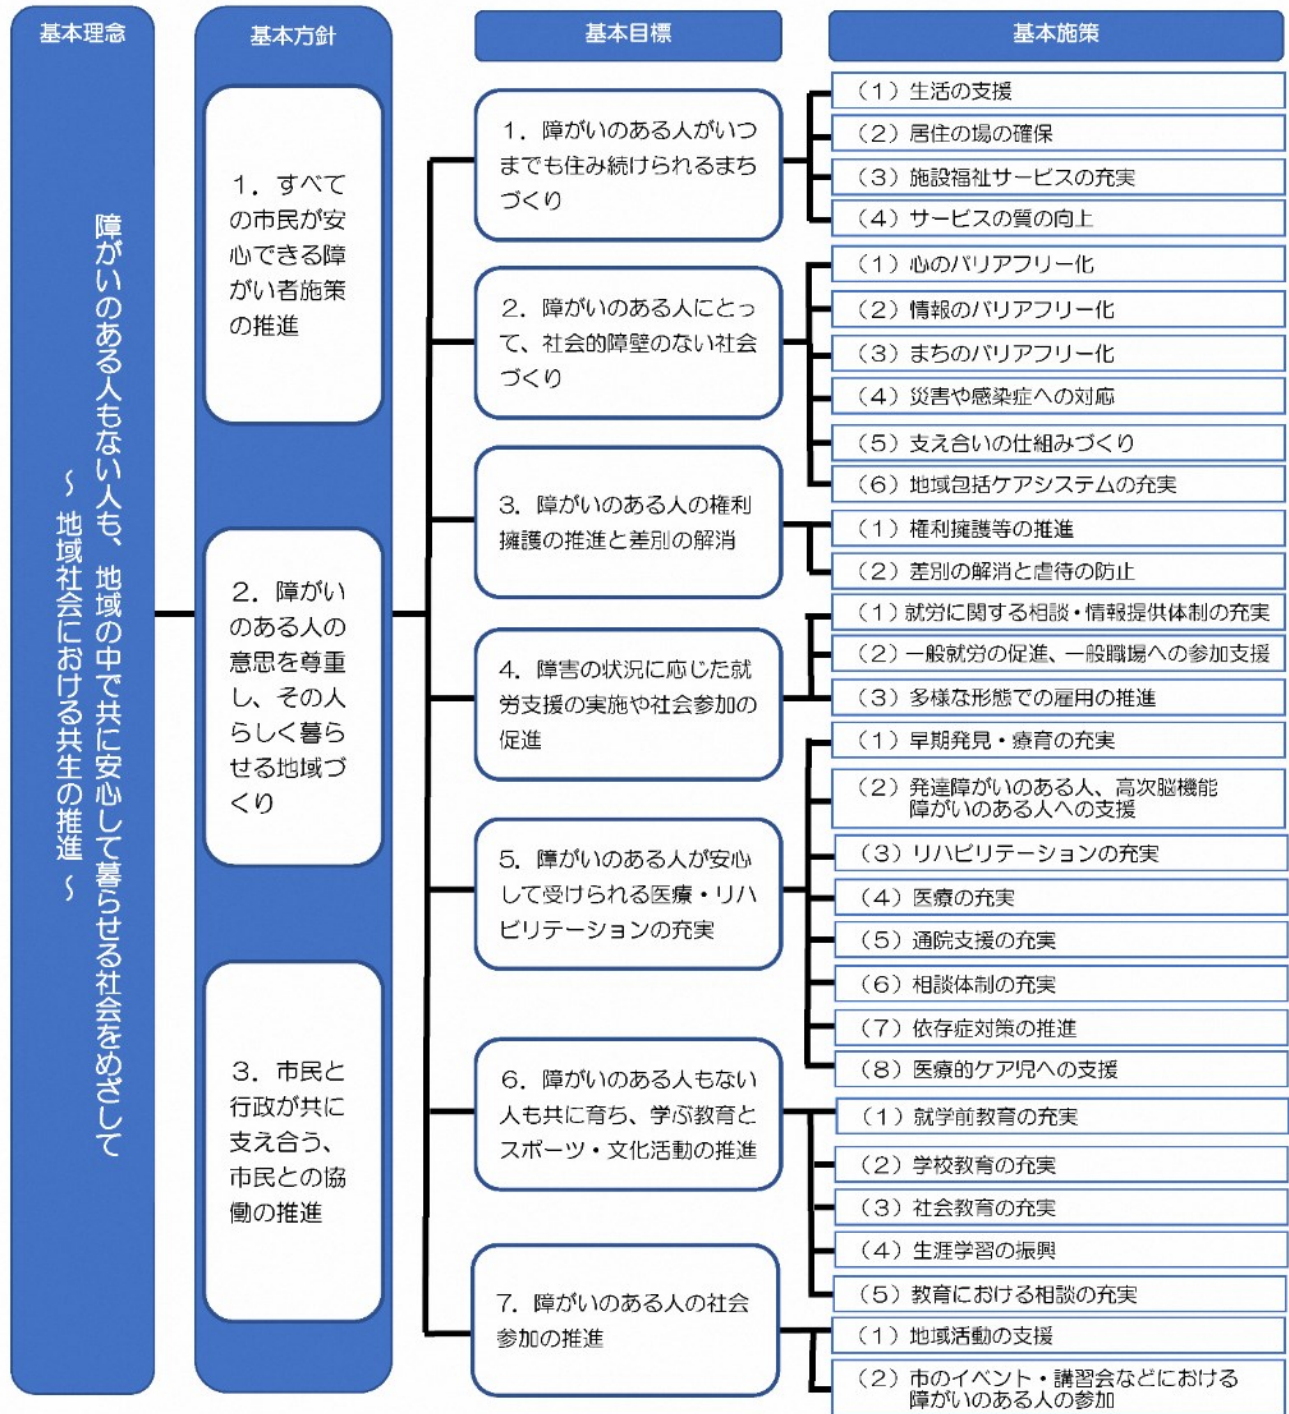 基本理念
障がいのある人もない人も、地域の中で共に安心して暮らせる社会をめざして
～ 地域社会における共生の推進 ～
基本方針
1．すべて
の市民が安
心できる障
がい者施策
の推進
2．障がい
のある人の
意思を尊重
し、その人
らしく暮ら
せる地域づ
くり
3．市民と
行政が共に
支え合う、
市民との協
働の推進
基本目標
基本施策
1．障がいのある人がいつ
までも住み続けられるまち
づくり
（1）生活の支援
（2）居住の場の確保
（3）施設福祉サービスの充実
（4）サービスの質の向上
2．障がいのある人にとっ
て、社会的障壁のない社会
づくり
（1）心のバリアフリー化
（2）情報のバリアフリー化
（3）まちのバリアフリー化
（4）災害や感染症への対応
（5）支え合いの仕組みづくり
（6）地域包括ケアシステムの充実
3．障がいのある人の権利
擁護の推進と差別の解消
（1）権利擁護等の推進
（2）差別の解消と虐待の防止
4．障害の状況に応じた就
労支援の実施や社会参加の
促進
（1）就労に関する相談・情報提供体制の充実
（2）一般就労の促進、一般職場への参加支援
（3）多様な形態での雇用の推進
5．障がいのある人が安心
して受けられる医療・リハ
ビリテーションの充実
（1）早期発見・療育の充実
（2）発達障がいのある人、高次脳機能
障がいのある人への支援
（3）リハビリテーションの充実
（4）医療の充実
（5）通院支援の充実
（6）相談体制の充実
（7）依存症対策の推進
（8）医療的ケア児への支援
6．障がいのある人もない
人も共に育ち、学ぶ教育と
スポーツ・文化活動の推進
（1）就学前教育の充実
（2）学校教育の充実
（3）社会教育の充実
（4）生涯学習の振興
（5）教育における相談の充実
7．障がいのある人の社会
参加の推進
（1）地域活動の支援
（2）市のイベント・講習会などにおける
障がいのある人の参加